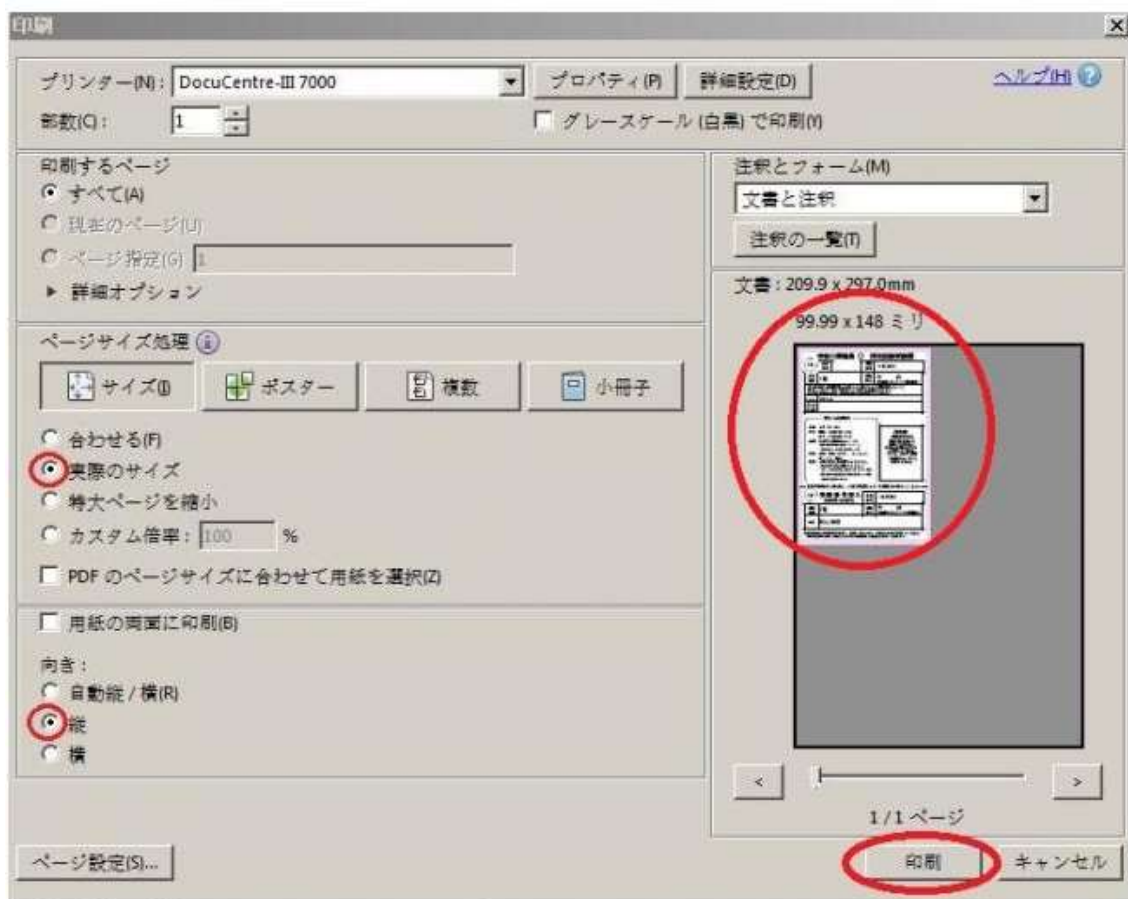 印刷
プリンター(N): DocuCentre-III 7000 プロパティ(P) 詳細設定(D) ヘルプ(H)
部数(C): 1 グレースケール (白黒) で印刷(Y)
印刷するページ
すべて(A)
現在のページ(U)
ページ指定(G) 1
詳細オプション
注釈とフォーム(M)
文書と注釈
注釈の一覧(T)
ページサイズ処理
サイズ(I) ポスター 複数 小冊子
合わせる(F)
実際のサイズ
特大ページを縮小
カスタム倍率: 100 %
PDF のページサイズに合わせて用紙を選択(Z)
用紙の両面に印刷(B)
向き:
自動縦 / 横(R)
縦
横
文書: 209.9 x 297.0mm
99.99 x 148 ミリ
< >
1 / 1 ページ
ページ設定(S)... 印刷 キャンセル